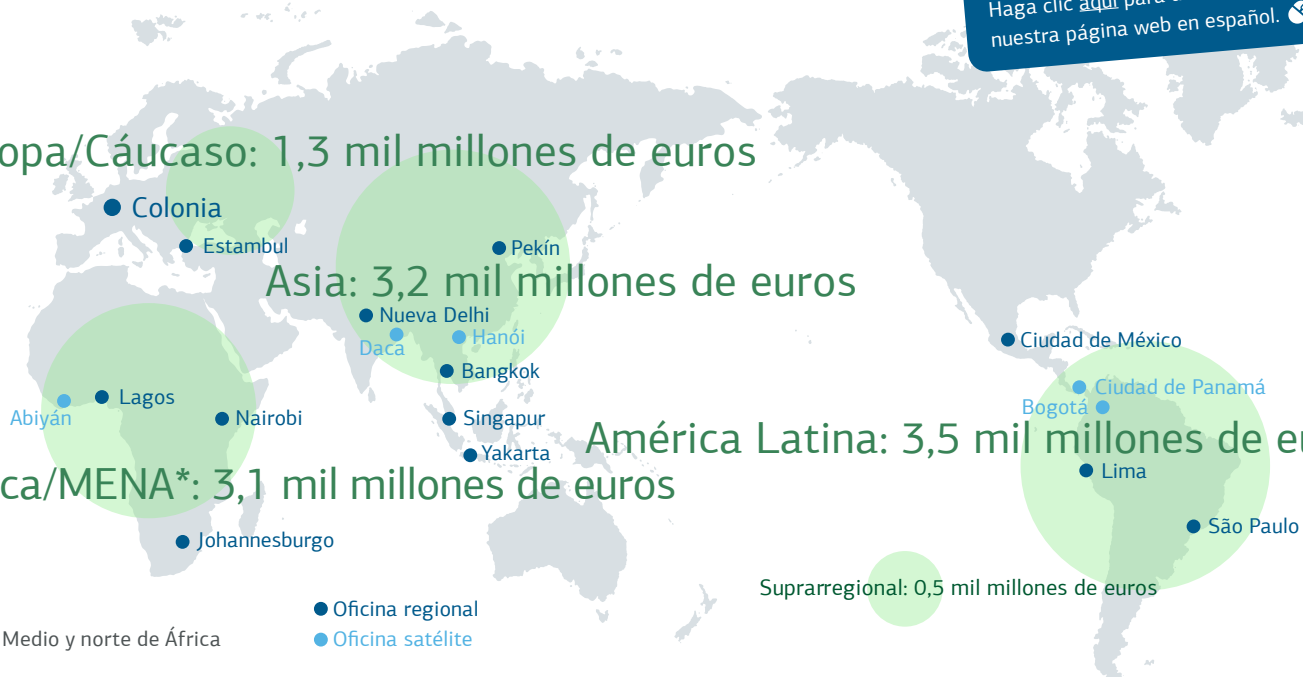 Haga clic aquí para
nuestra página web en español.
opa/Cáucaso: 1,3 mil millones de euros
Colonia
Estambul
Pekín
Asia: 3,2 mil millones de euros
Nueva Delhi
Daca
Hanói
Bangkok
Ciudad de México
Ciudad de Panamá
Bogotá
Lagos
Abiyán
Nairobi
Singapur
Yakarta
América Latina: 3,5 mil millones de eu
Lima
ca/MENA*: 3,1 mil millones de euros
São Paulo
Johannesburgo
Suprarregional: 0,5 mil millones de euros
Oficina regional
Medio y norte de África
Oficina satélite